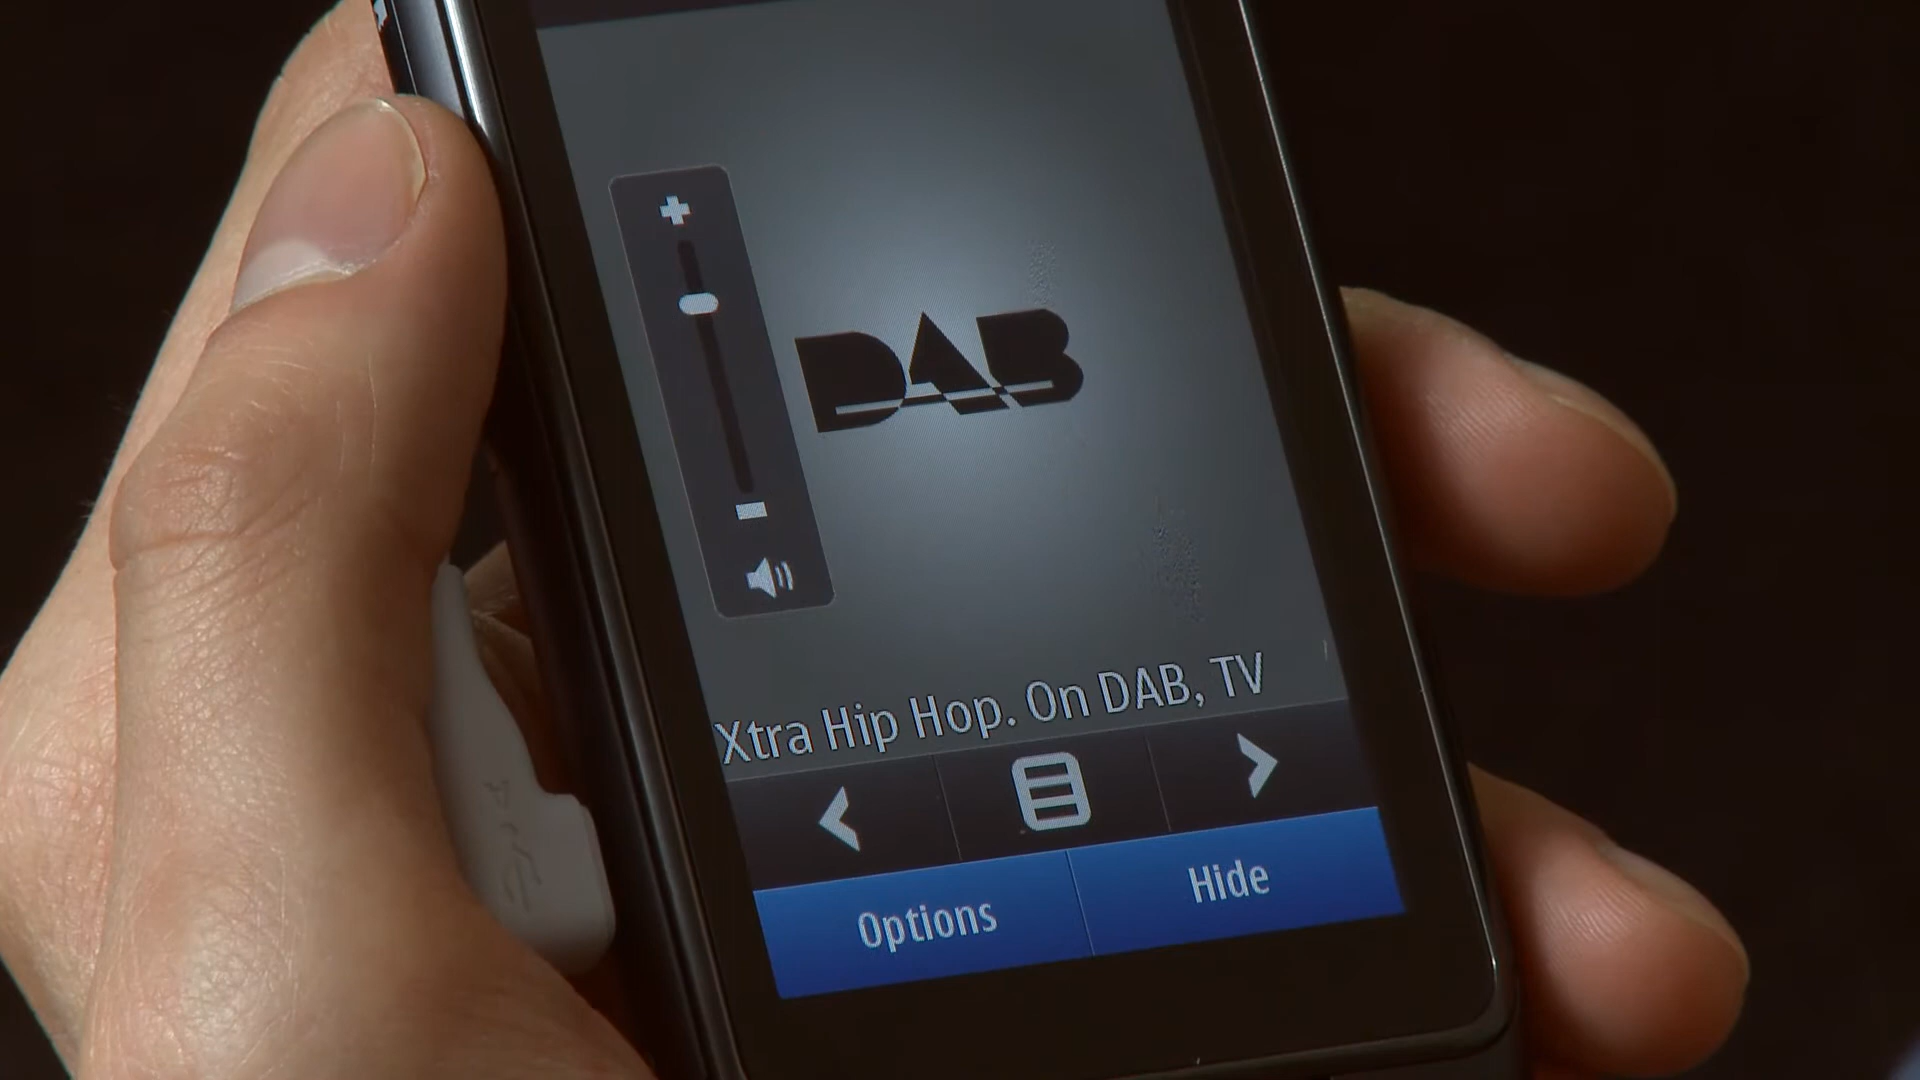 DAB
Xtra Hip Hop. On DAB, TV
Options
Hide